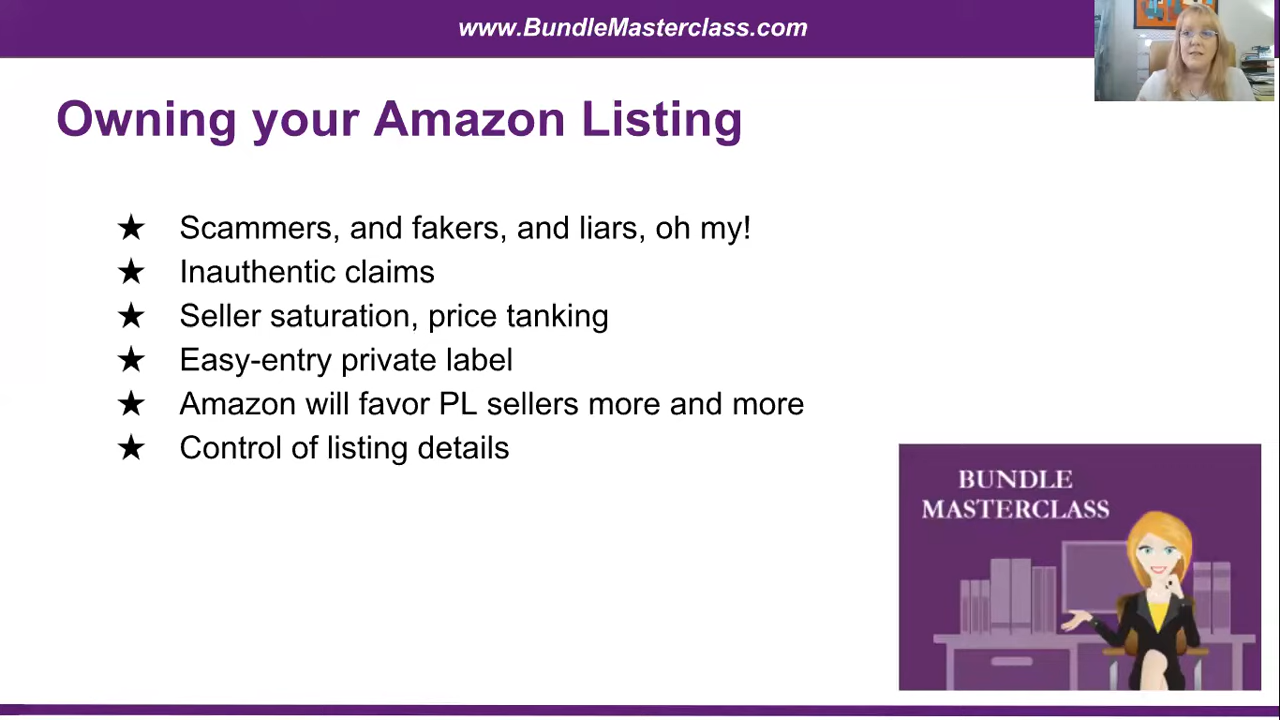 www.BundleMasterclass.com
Owning your Amazon Listing
★ Scammers, and fakers, and liars, oh my!
★ Inauthentic claims
★ Seller saturation, price tanking
★ Easy-entry private label
★ Amazon will favor PL sellers more and more
★ Control of listing details
BUNDLE
MASTERCLASS